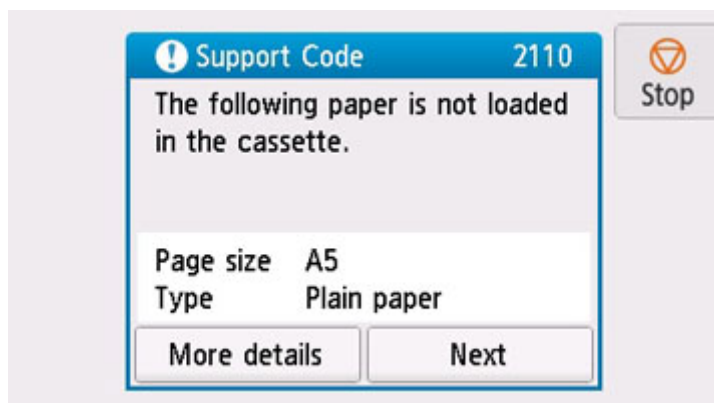 Support Code 2110
Stop
The following paper is not loaded
in the cassette.
Page size A5
Type Plain paper
More details Next